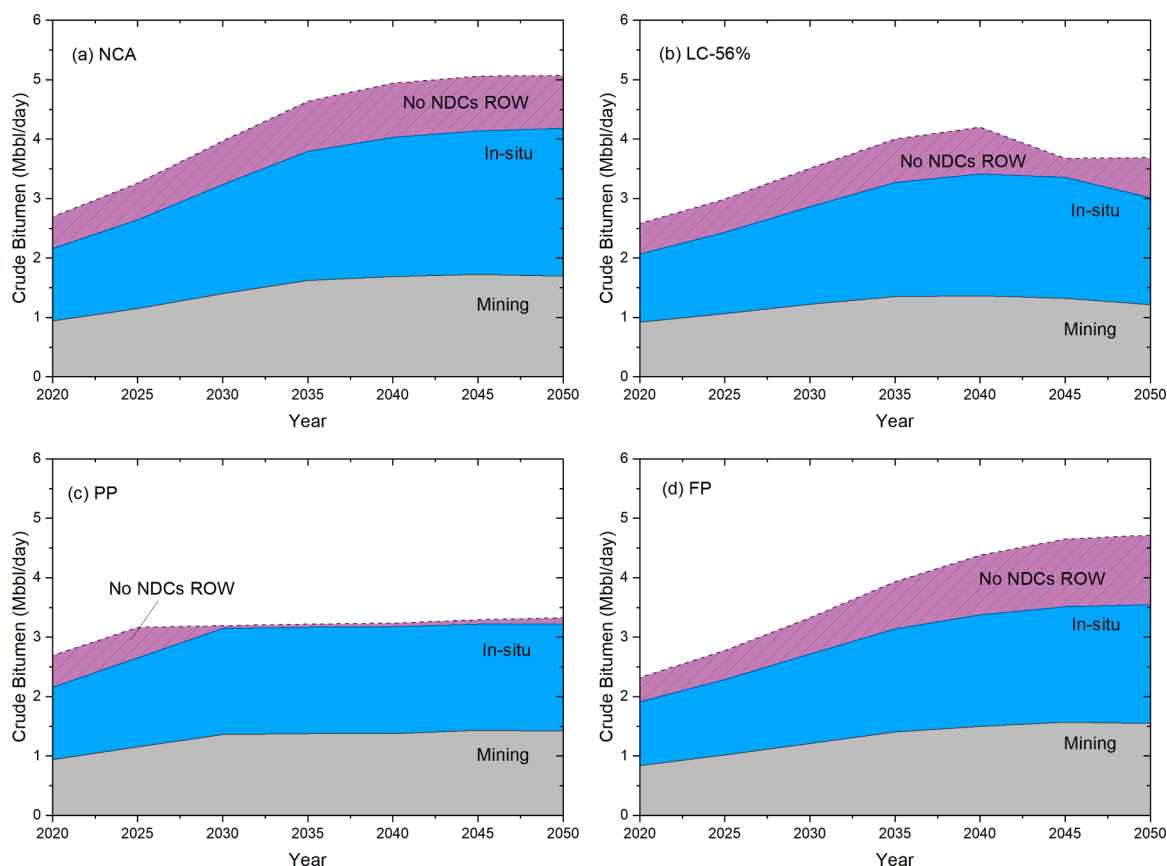 (a) NCA
Crude Bitumen (Mbbl/day)
6
5
4
3
2
1
0
No NDCs ROW
In-situ
Mining
2020 2025 2030 2035 2040 2045 2050
Year
(b) LC-56%
Crude Bitumen (Mbbl/day)
6
5
4
3
2
1
0
No NDCs ROW
In-situ
Mining
2020 2025 2030 2035 2040 2045 2050
Year
(c) PP
Crude Bitumen (Mbbl/day)
6
5
4
3
2
1
0
No NDCs ROW
In-situ
Mining
2020 2025 2030 2035 2040 2045 2050
Year
(d) FP
Crude Bitumen (Mbbl/day)
6
5
4
3
2
1
0
No NDCs ROW
In-situ
Mining
2020 2025 2030 2035 2040 2045 2050
Year